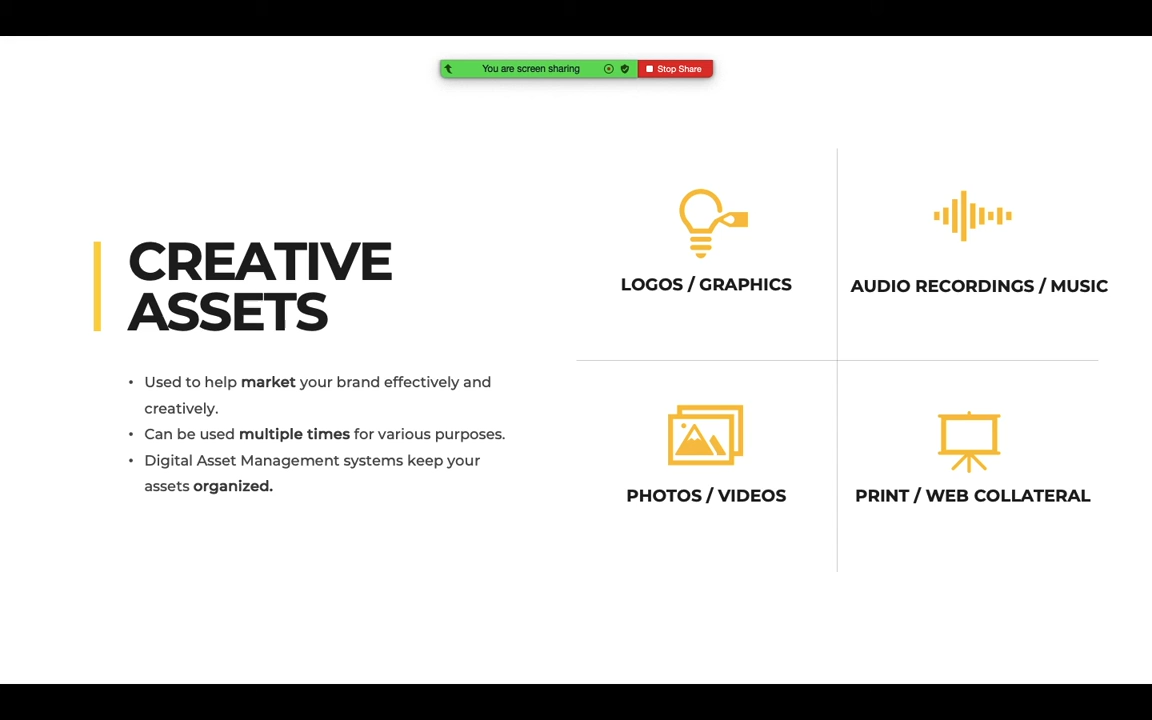 You are screen sharing
Stop Share
CREATIVE
ASSETS
• Used to help market your brand effectively and
creatively.
• Can be used multiple times for various purposes.
• Digital Asset Management systems keep your
assets organized.
LOGOS / GRAPHICS
AUDIO RECORDINGS / MUSIC
PHOTOS / VIDEOS
PRINT / WEB COLLATERAL